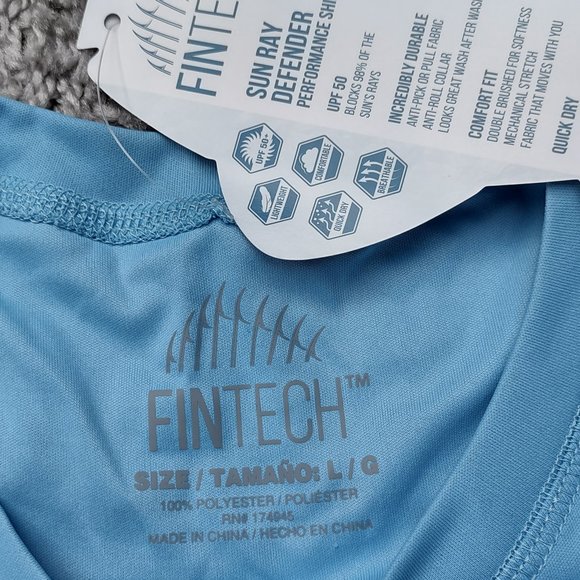 FINTECH
SUN RAY
DEFENDER
PERFORMANCE
UPF 50
BLOCKS 98% OF THE
SUN'S RAYS
INCREDIBLY DURABLE
ANTI-PICK OR PULL FABRIC
ANTI-ROLL COLLAR
LOOKS GREAT WASH AFTER WASH
COMFORT FIT
DOUBLE BRUSHED FOR SOFTNESS
MECHANICAL STRETCH
FABRIC THAT MOVES WITH YOU
QUICK DRY
UPF 50+
COMFORTABLE
BREATHABLE
LIGHTWEIGHT
QUICK DRY
FINTECH™
SIZE / TAMAÑO: L / G
100% POLYESTER / POLIÉSTER
RN# 174945
MADE IN CHINA / HECHO EN CHINA